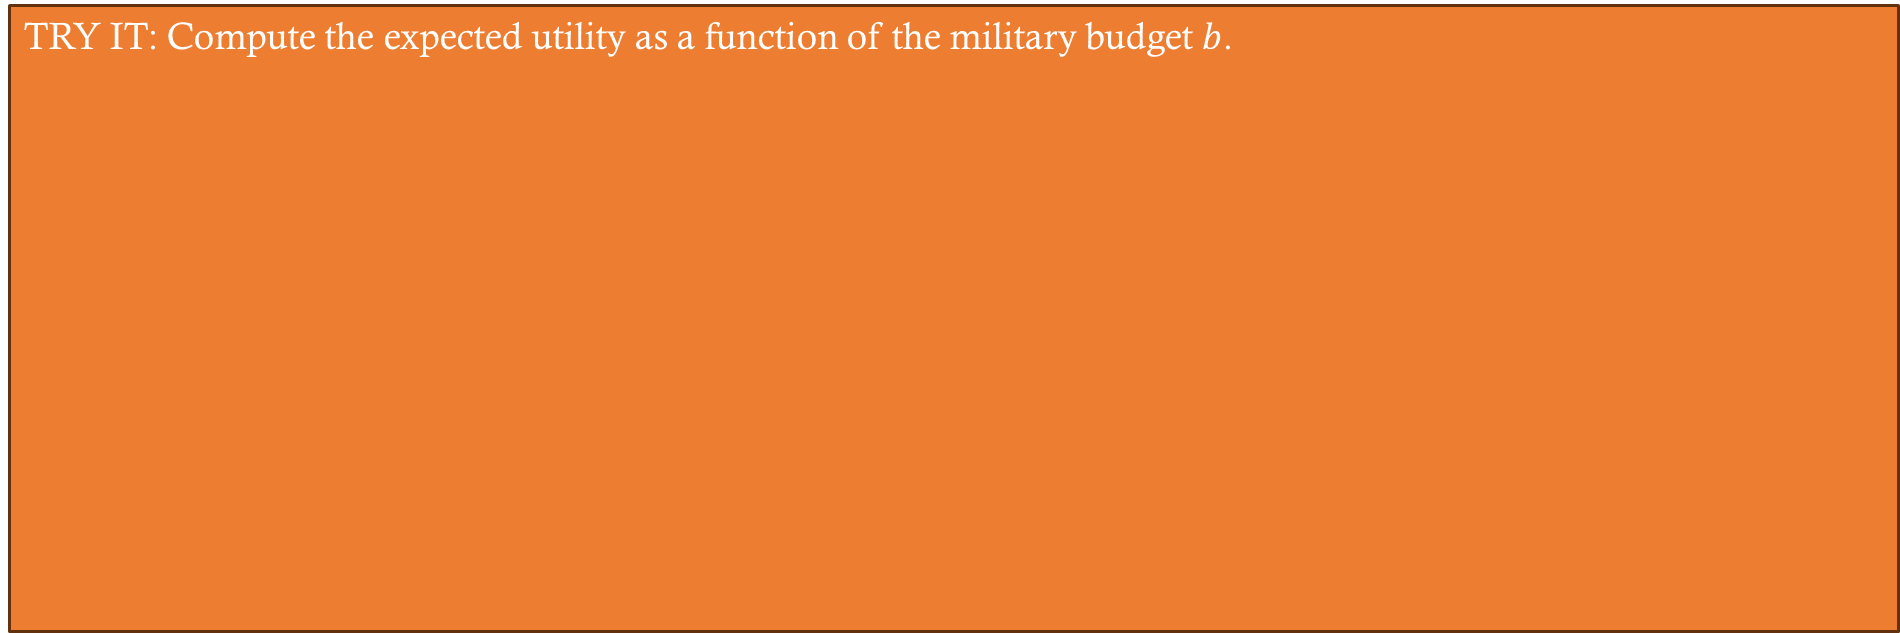 TRY IT: Compute the expected utility as a function of the military budget b.